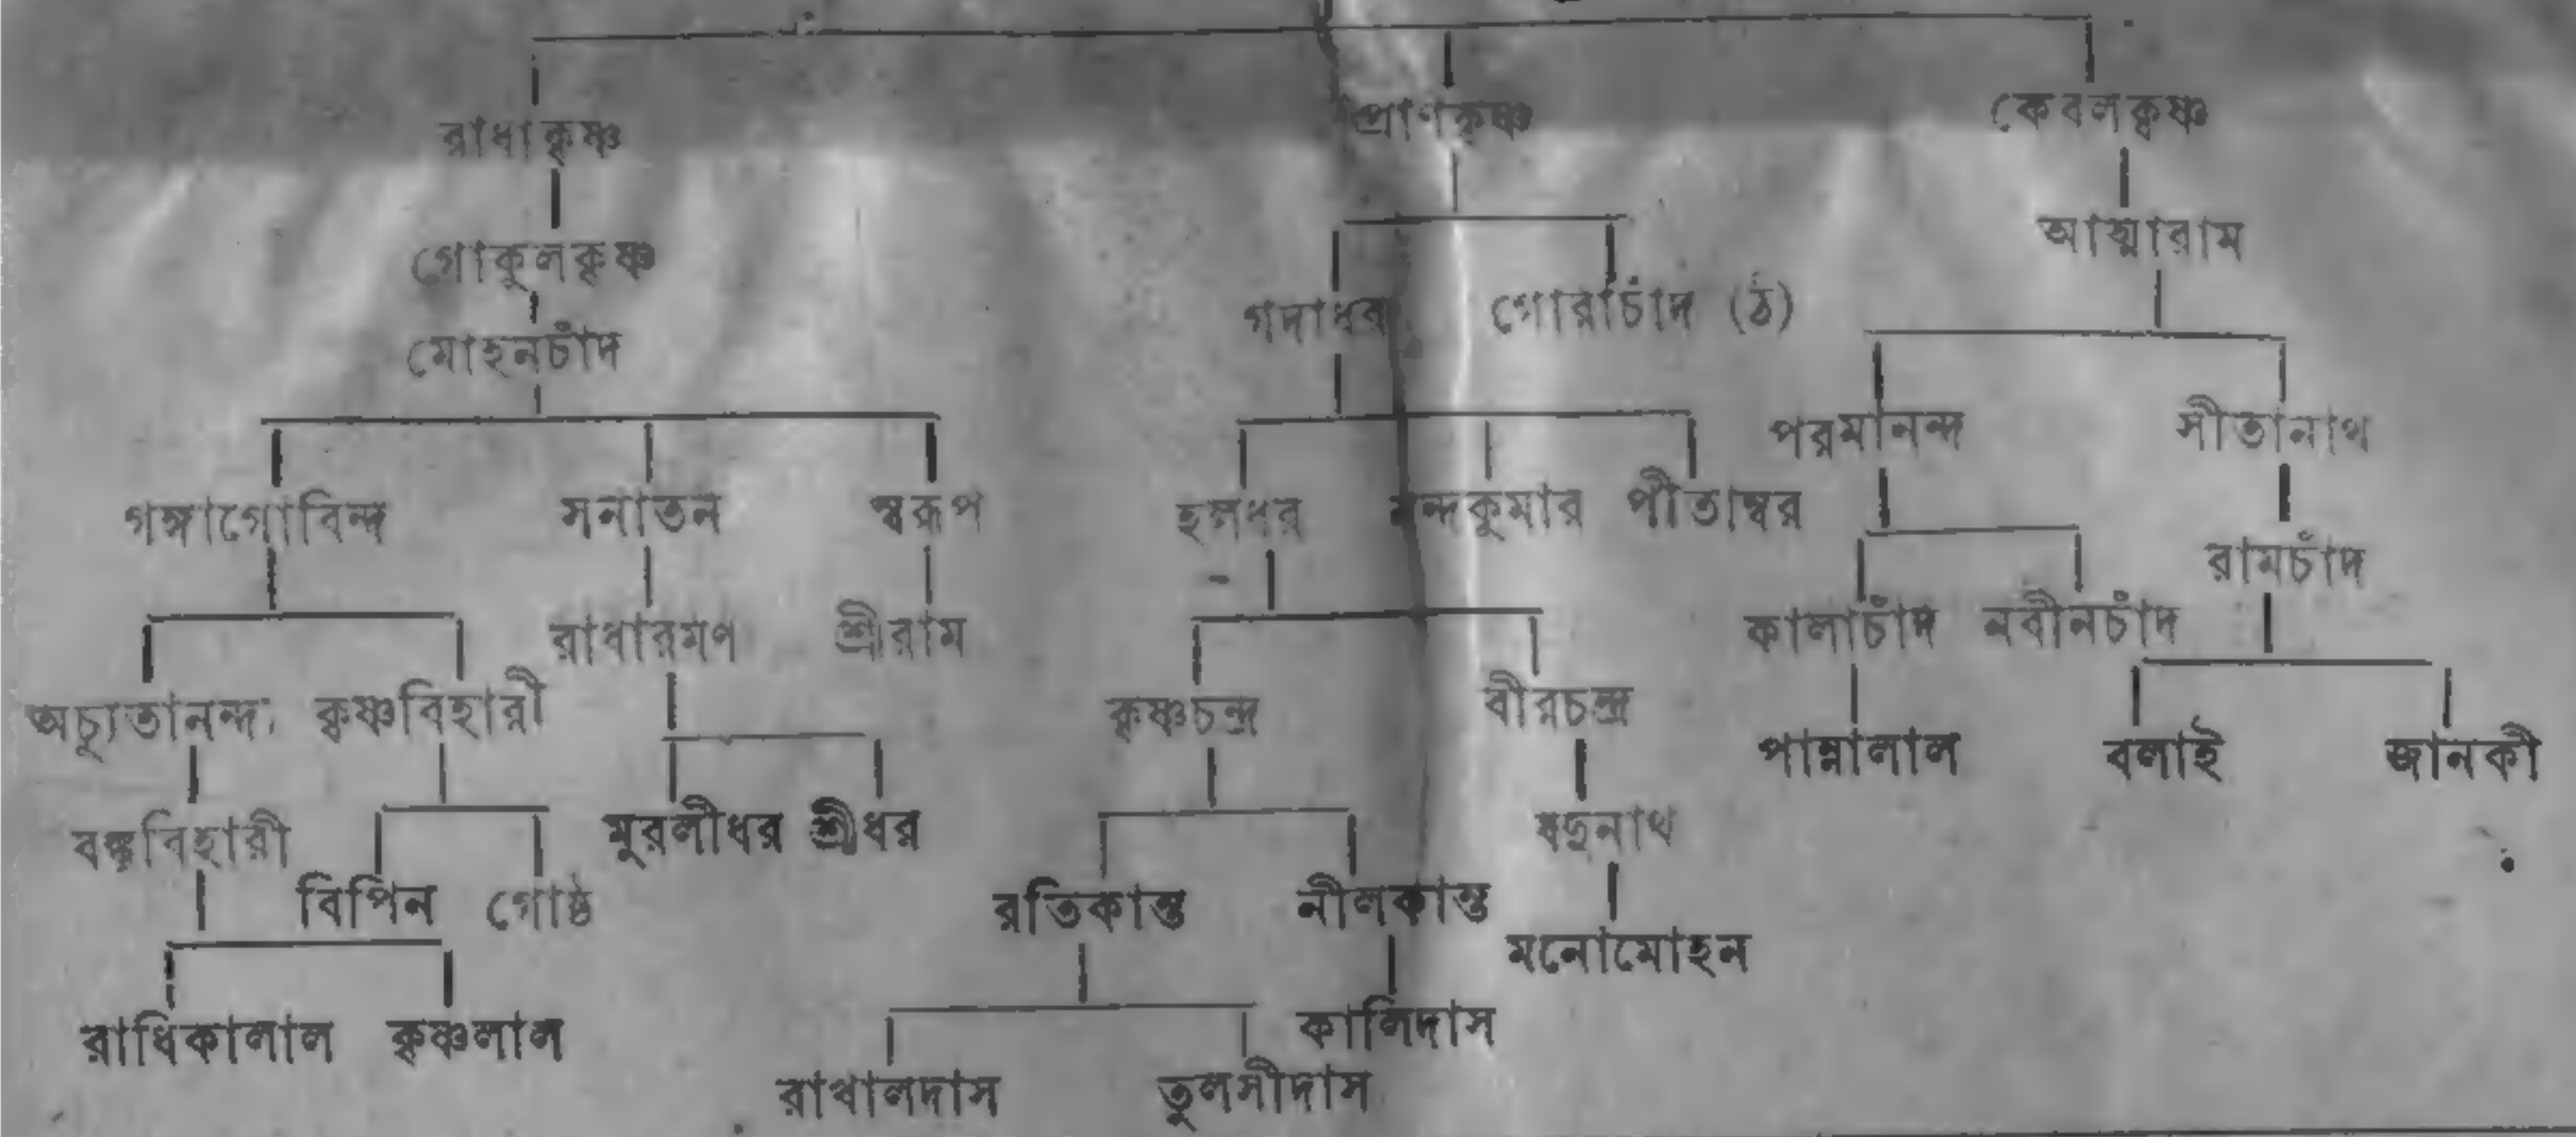 রাধাকৃষ্ণ প্রাণকৃষ্ণ কেবলকৃষ্ণ
গোকুলকৃষ্ণ আত্মারাম
মোহনচাঁদ গদাধর গোরাচাঁদ (ঠ)
পরমানন্দ সীতানাথ
গঙ্গাগোবিন্দ সনাতন স্বরূপ হলধর নন্দকুমার পীতাম্বর
রামচাঁদ
রাধারমণ শ্রীরাম কালাচাঁদ নবীনচাঁদ
অচ্যুতানন্দ কৃষ্ণবিহারী কৃষ্ণচন্দ্র বীরচন্দ্র
পান্নালাল বলাই জানকী
বঙ্কুবিহারী মুরলীধর শ্রীধর যদুনাথ
বিপিন গোষ্ঠ রতিকান্ত নীলকান্ত
মনোমোহন
রাধিকালাল কৃষ্ণলাল কালিদাস
রাখালদাস তুলসীদাস